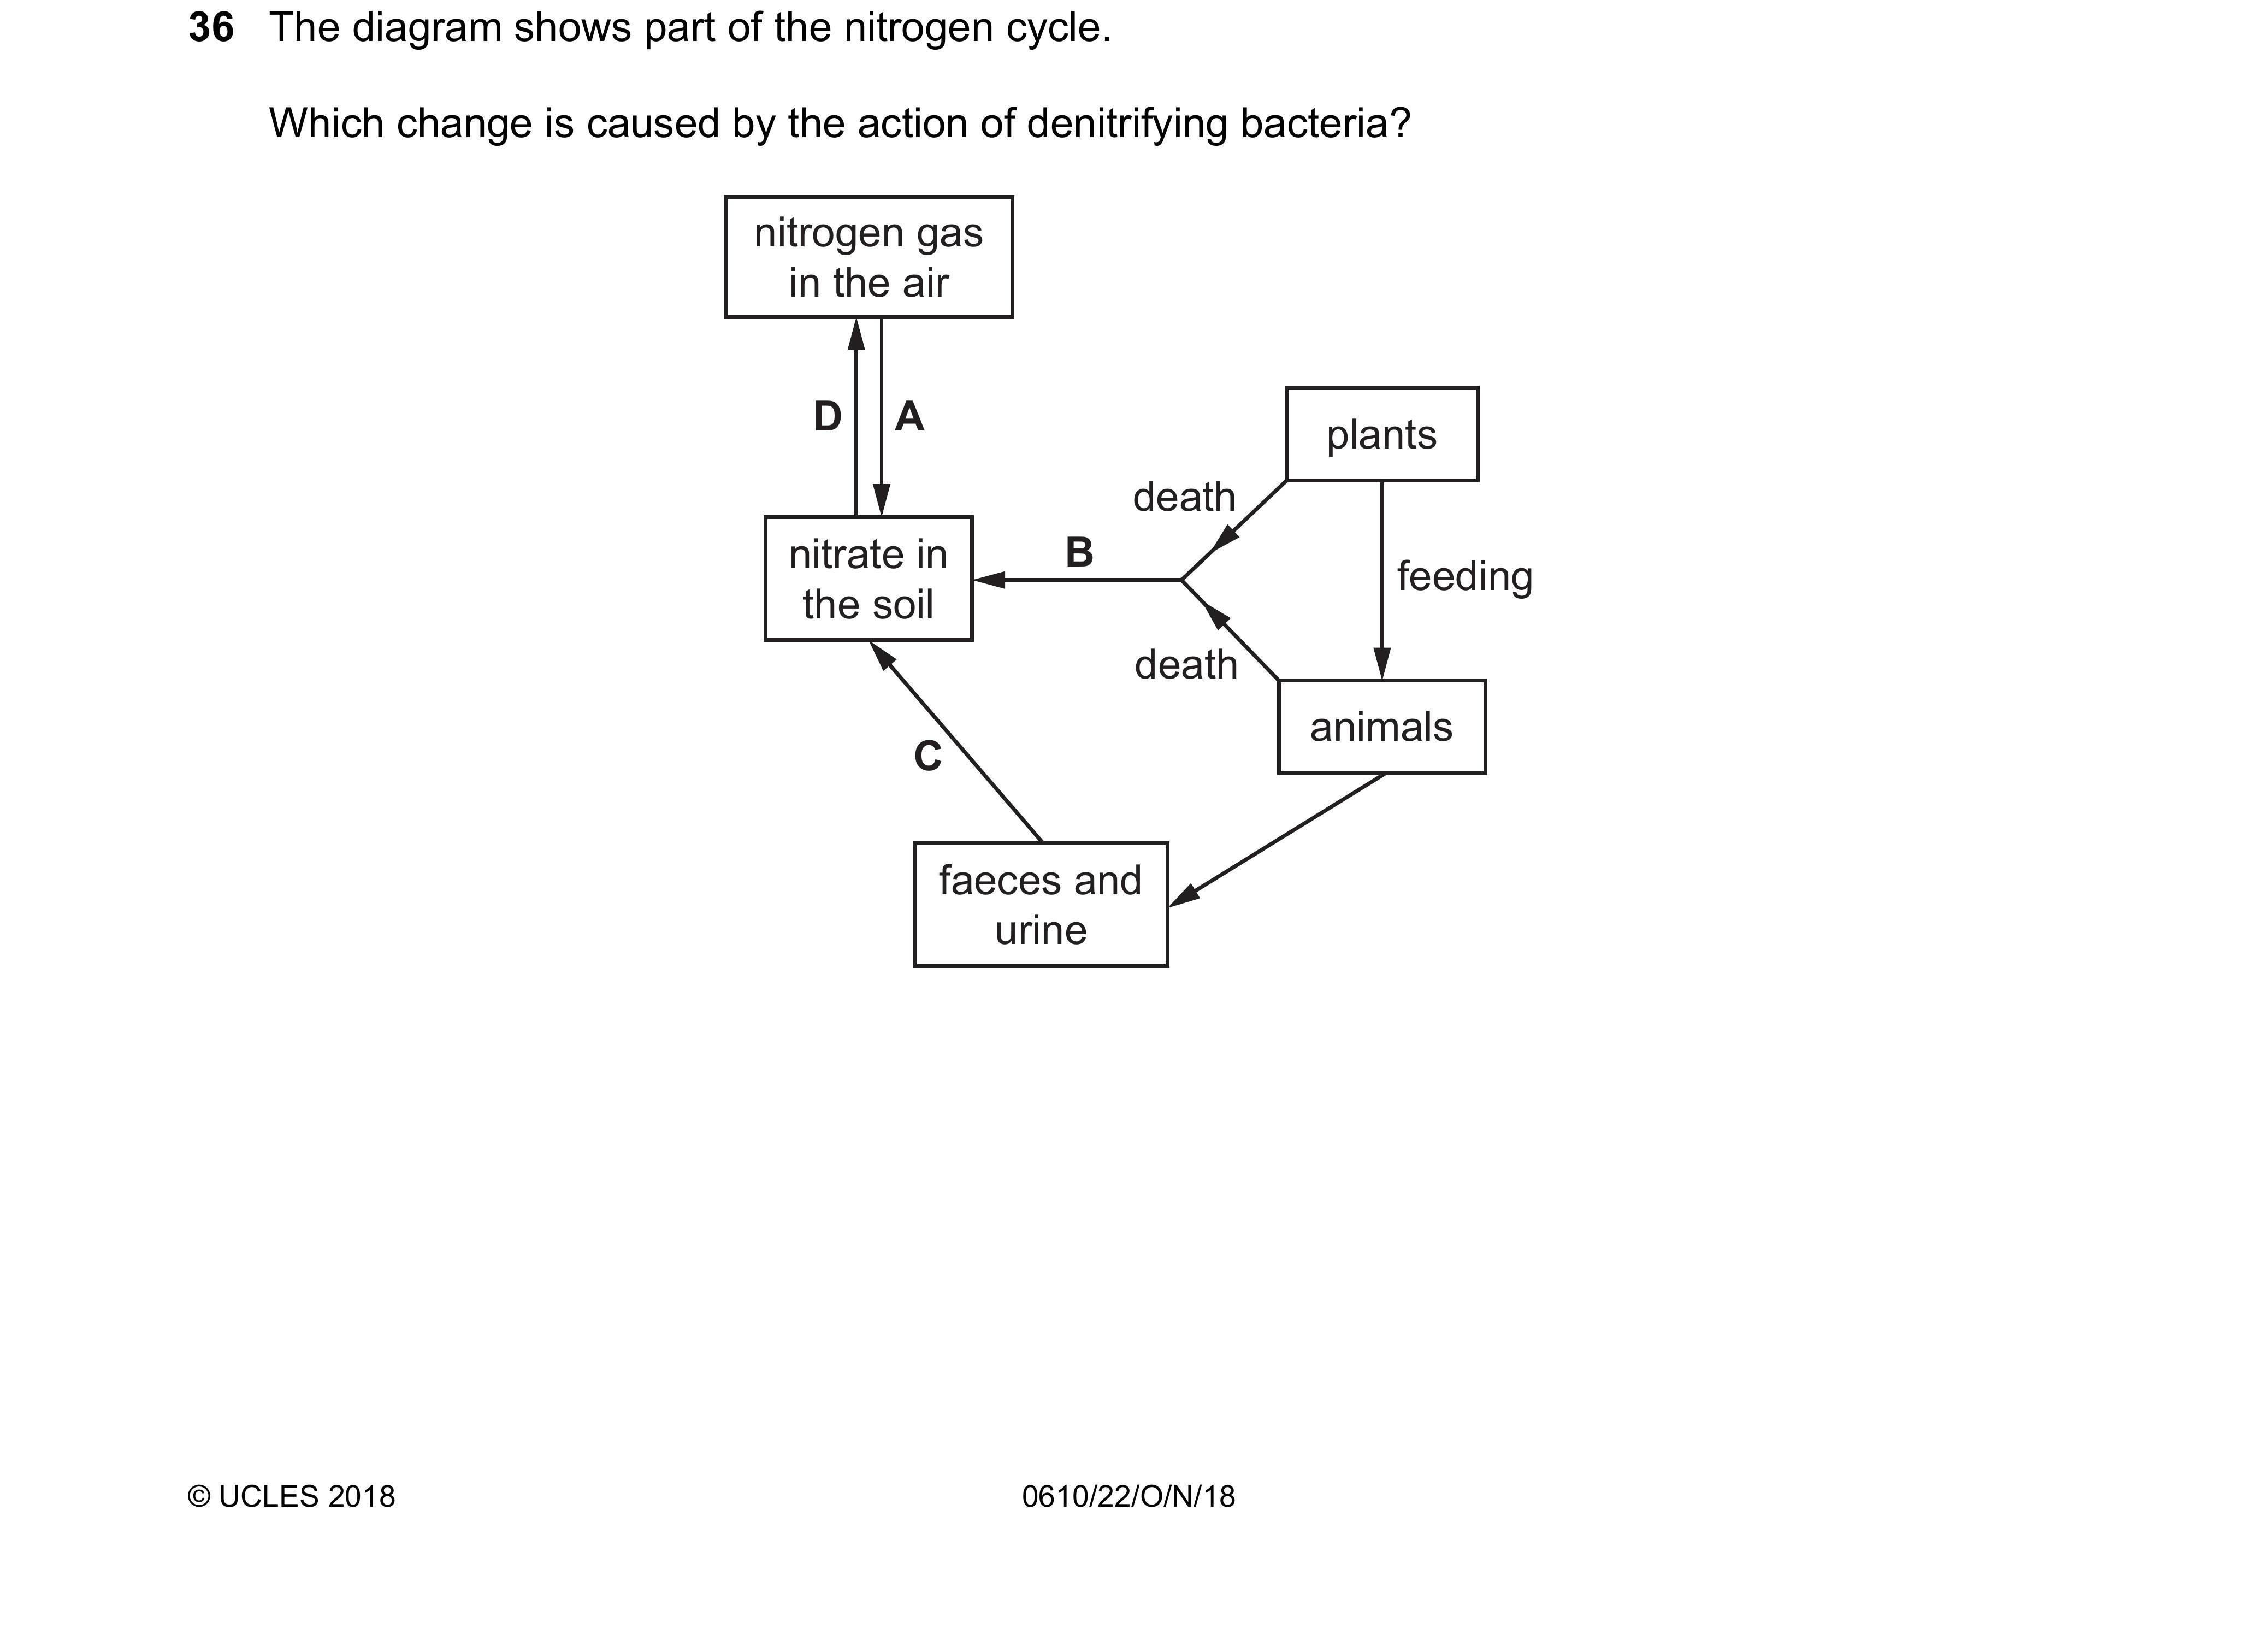 36 The diagram shows part of the nitrogen cycle.
Which change is caused by the action of denitrifying bacteria?
nitrogen gas
in the air
D
A
plants
death
nitrate in
the soil
B
feeding
death
animals
C
faeces and
urine
© UCLES 2018
0610/22/O/N/18